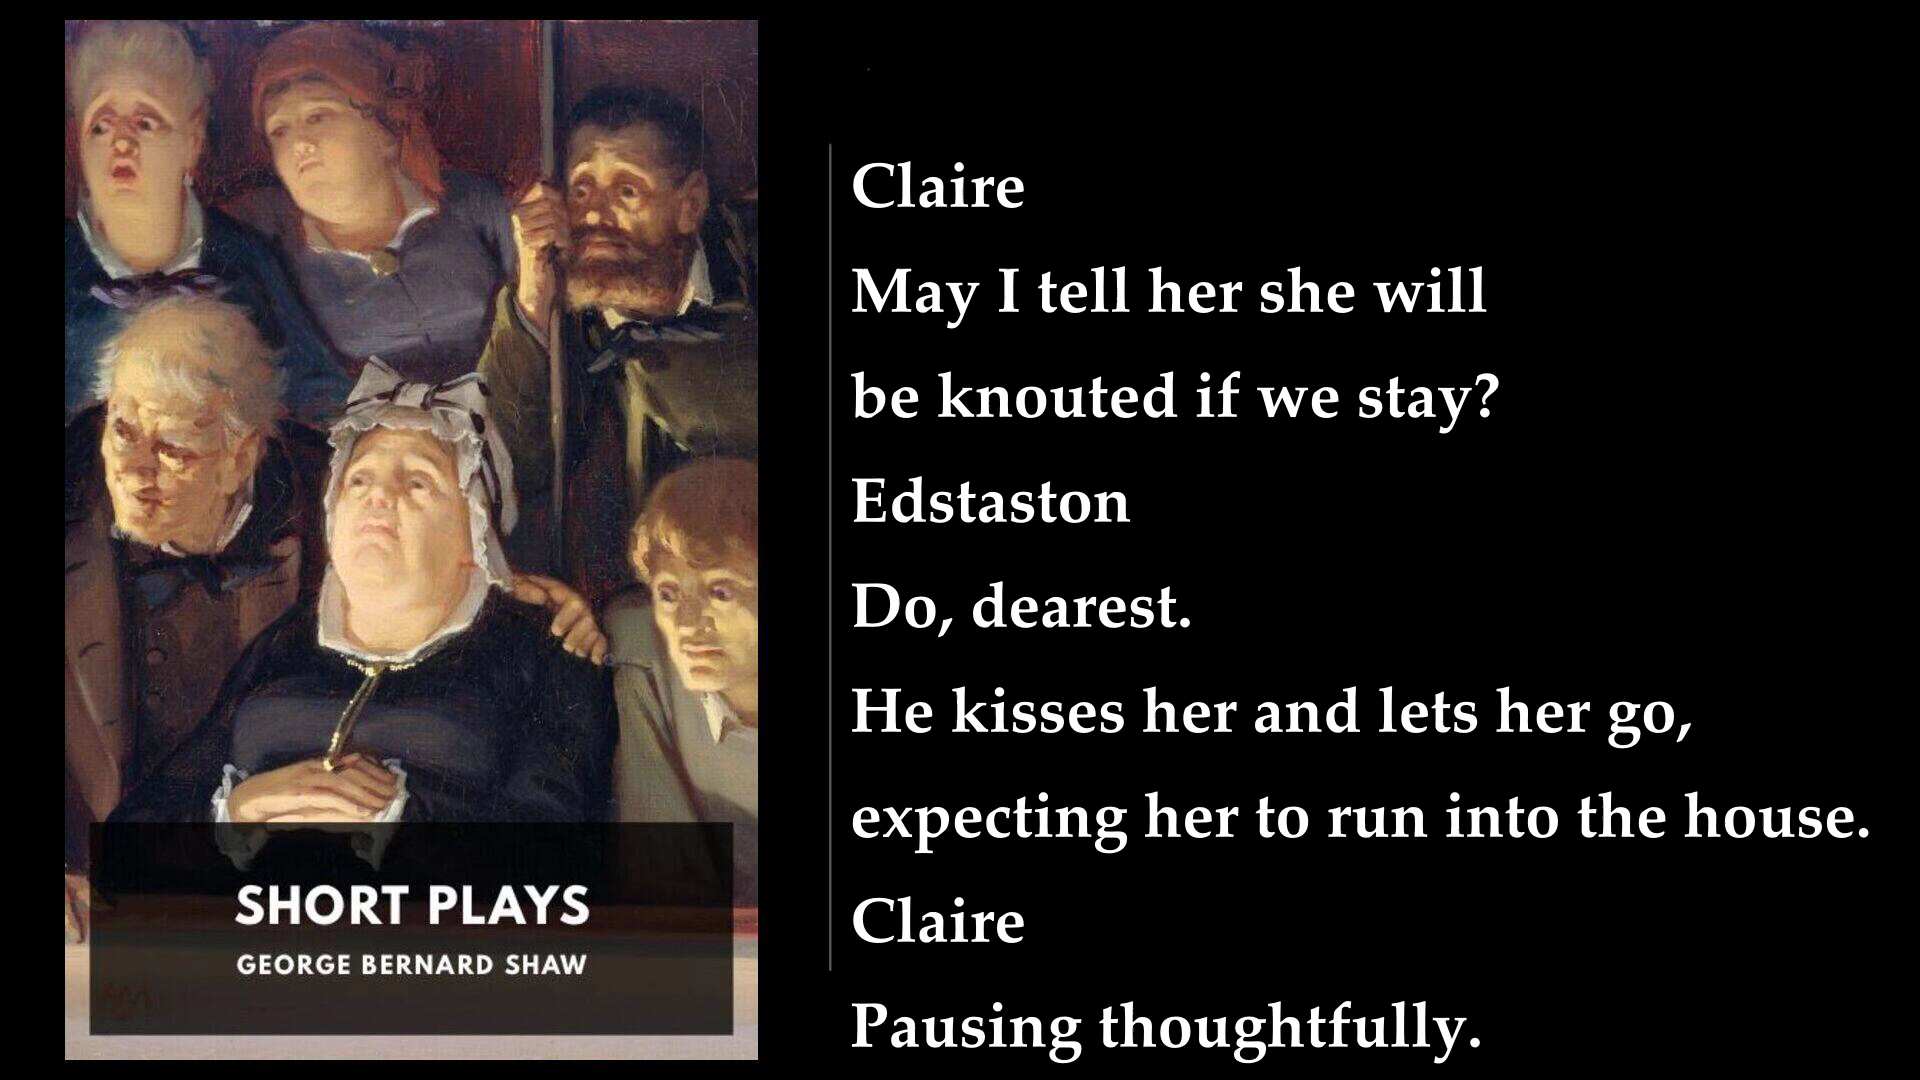 SHORT PLAYS
GEORGE BERNARD SHAW
Claire
May I tell her she will
be knouted if we stay?
Edstaston
Do, dearest.
He kisses her and lets her go,
expecting her to run into the house.
Claire
Pausing thoughtfully.